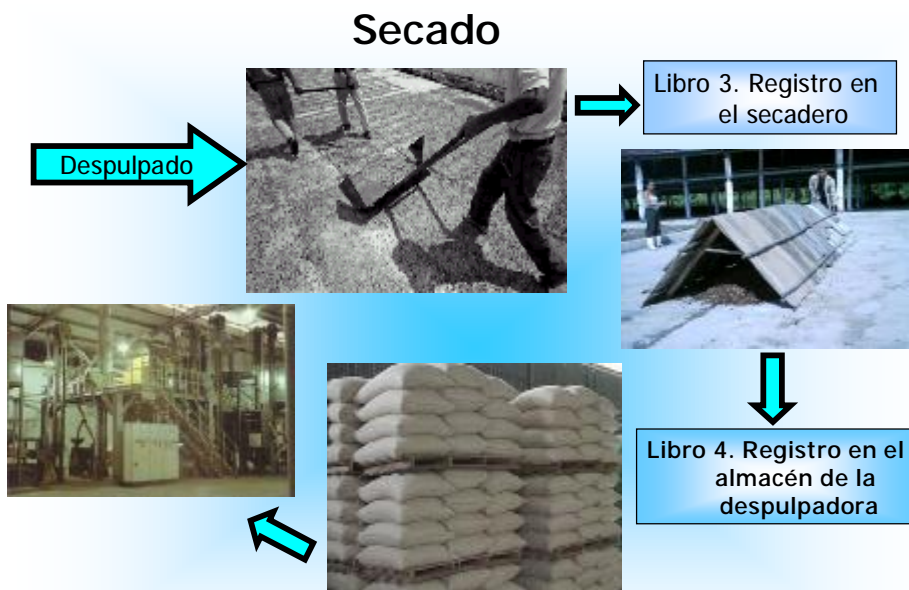 Secado
Despulpado
Libro 3. Registro en
el secadero
Libro 4. Registro en el
almacén de la
despulpadora